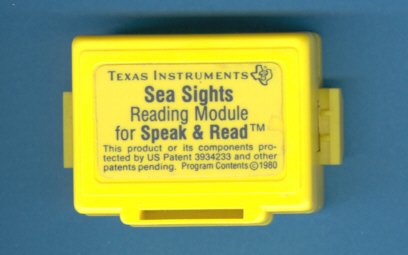 TEXAS INSTRUMENTS
Sea Sights
Reading Module
for Speak & Read™
This product or its components pro-
tected by US Patent 3934233 and other
patents pending. Program Contents ©1980